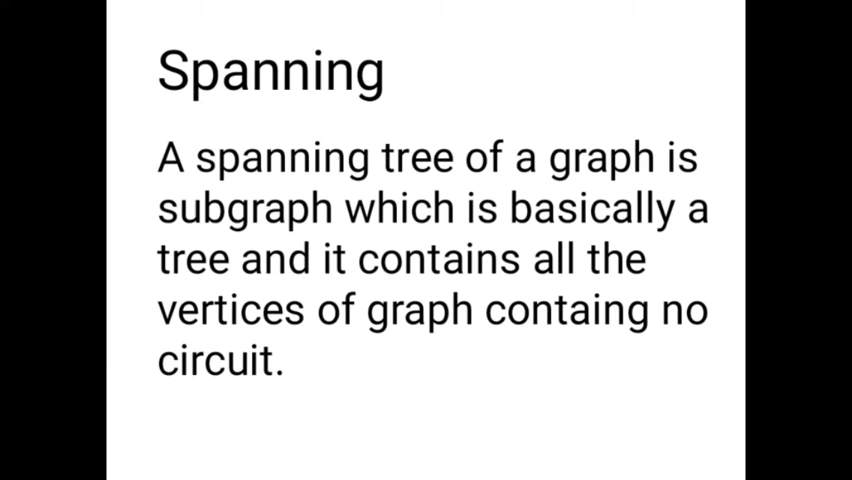 Spanning
A spanning tree of a graph is
subgraph which is basically a
tree and it contains all the
vertices of graph containg no
circuit.